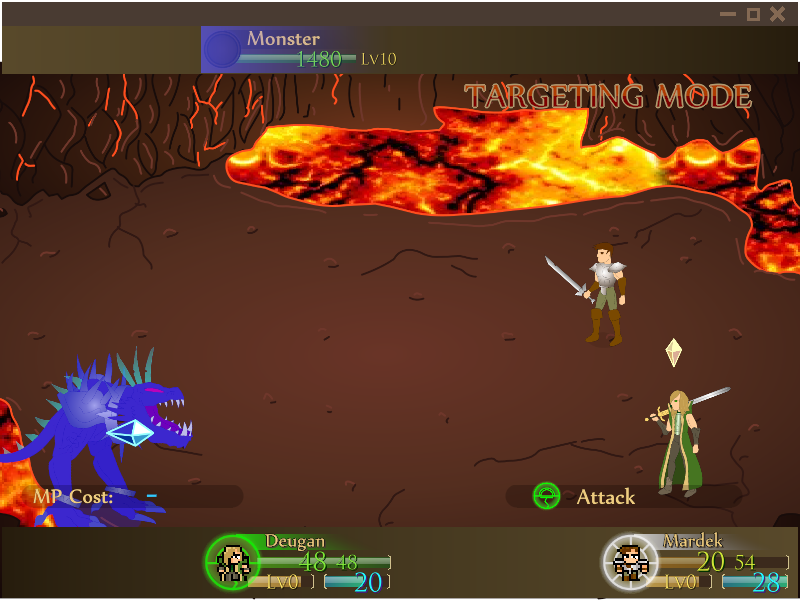 Monster
1480 Lv10
TARGETING MODE
MP Cost: -
Attack
Deugan
48 48
Lv0 20
Mardek
20 54
Lv0 28